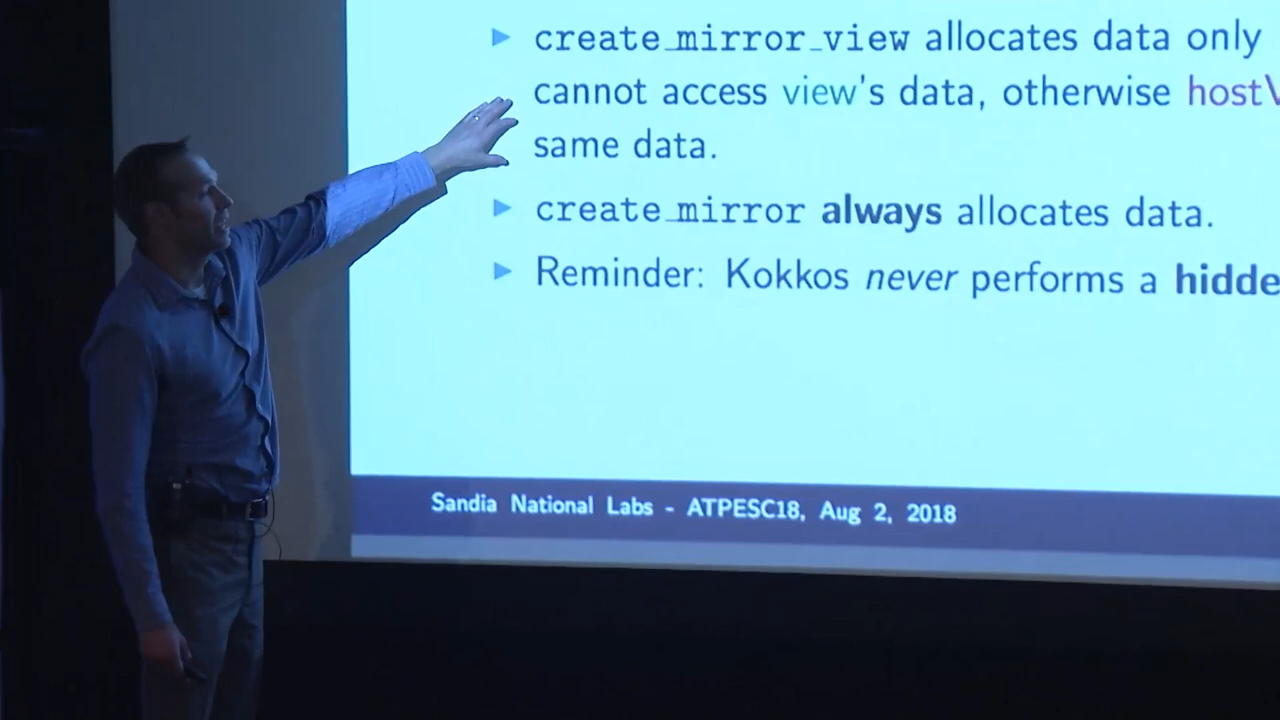 ► create_mirror_view allocates data only
cannot access view's data, otherwise hostV
same data.
► create_mirror always allocates data.
► Reminder: Kokkos never performs a hidde
Sandia National Labs - ATPESC18, Aug 2, 2018